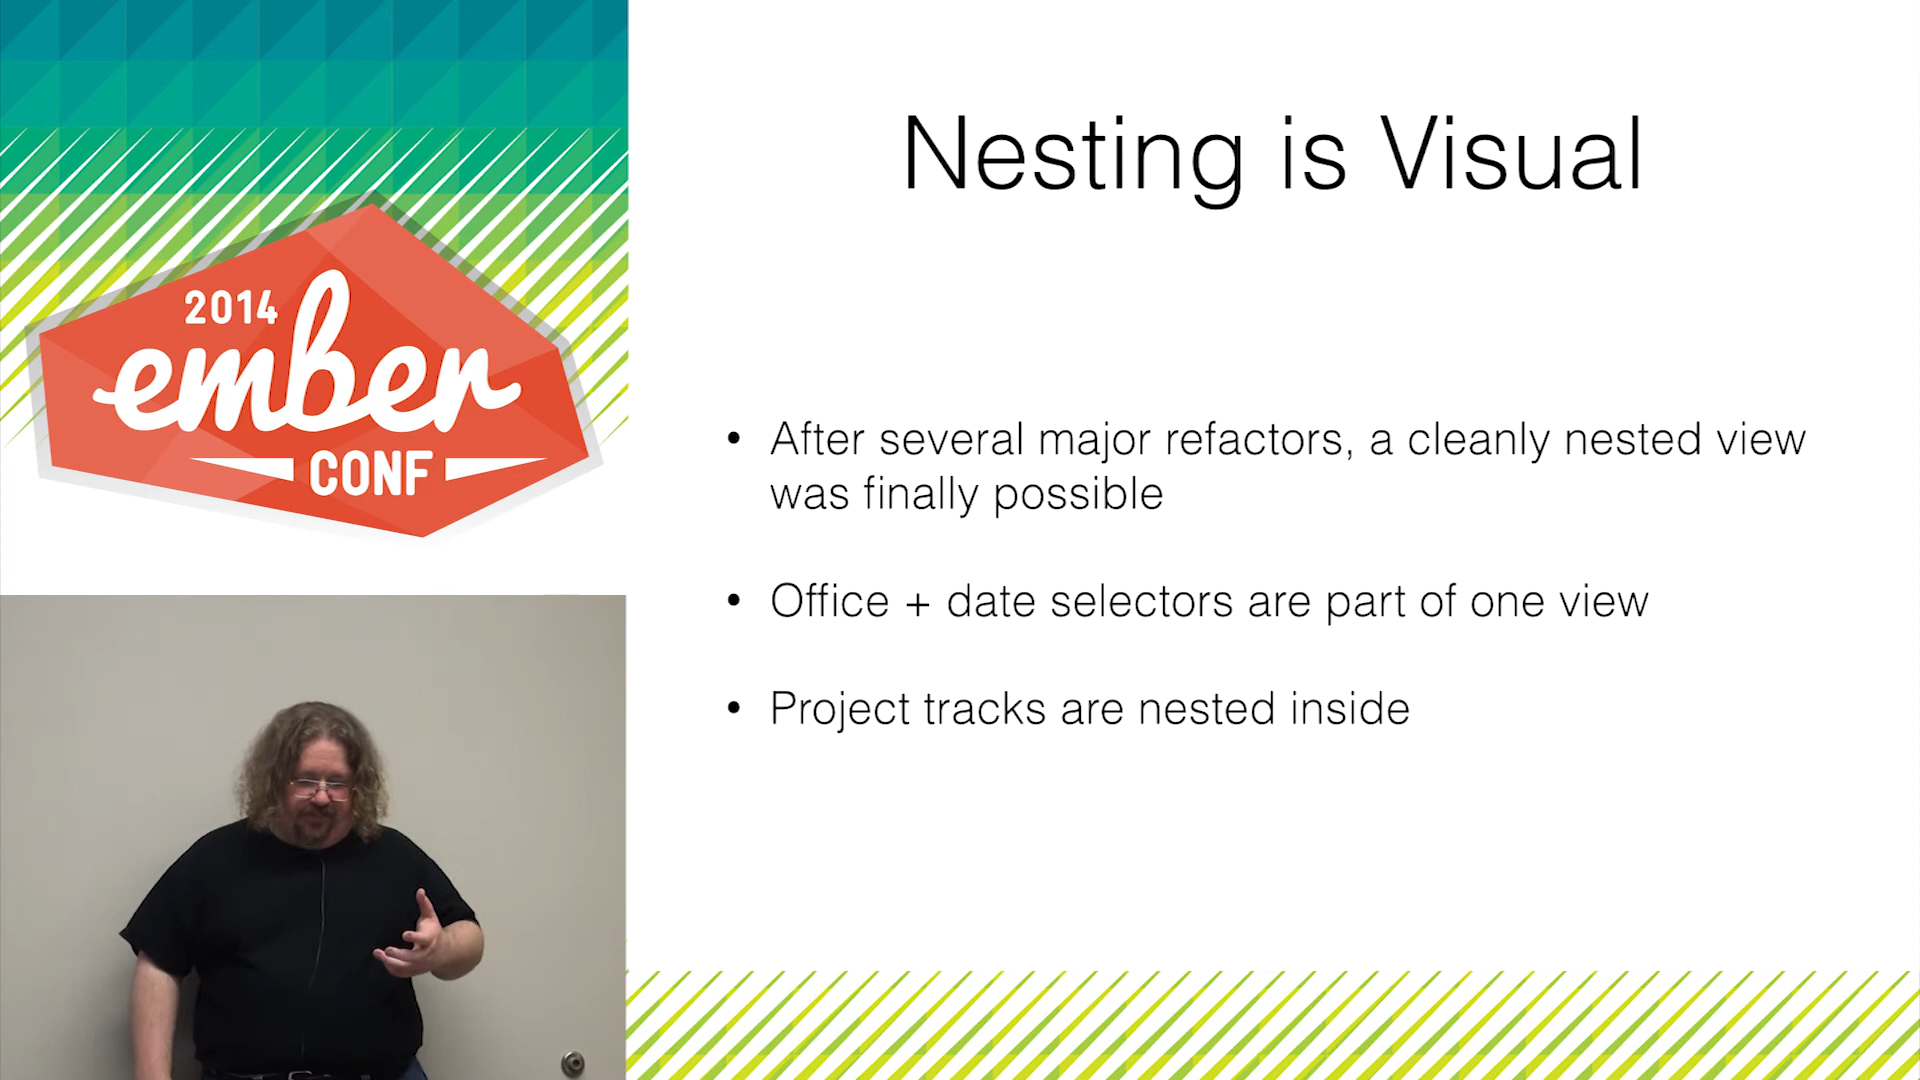 2014
ember
CONF
Nesting is Visual
• After several major refactors, a cleanly nested view
was finally possible
• Office + date selectors are part of one view
• Project tracks are nested inside